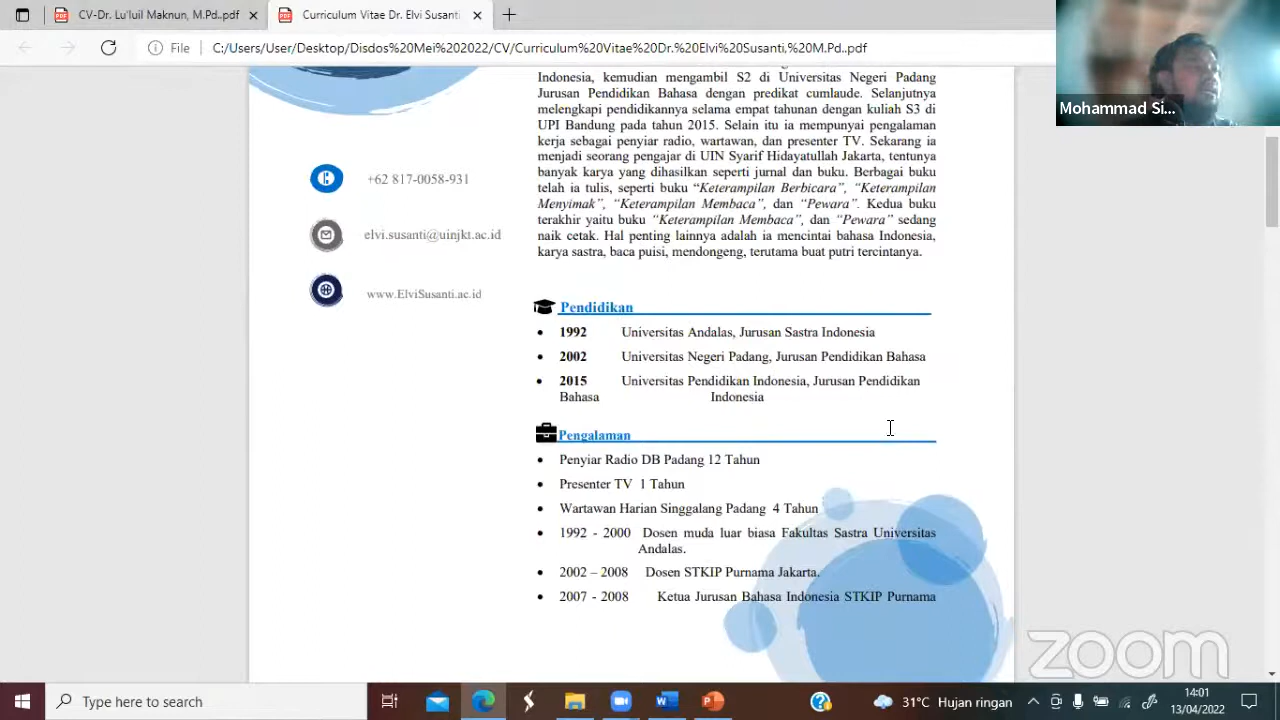 CV-Dr. Lu'luil Maknun, M.Pd..pdf
Curriculum Vitae Dr. Elvi Susanti
File
C:/Users/User/Desktop/Disdos%20Mei%202022/CV/Curriculum%20Vitae%20Dr.%20Elvi%20Susanti,%20M.Pd..pdf
Mohammad Si...
Indonesia, kemudian mengambil S2 di Universitas Negeri Padang
Jurusan Pendidikan Bahasa dengan predikat cumlaude. Selanjutnya
melengkapi pendidikannya selama empat tahunan dengan kuliah S3 di
UPI Bandung pada tahun 2015. Selain itu ia mempunyai pengalaman
kerja sebagai penyiar radio, wartawan, dan presenter TV. Sekarang ia
menjadi seorang pengajar di UIN Syarif Hidayatullah Jakarta, tentunya
banyak karya yang dihasilkan seperti jurnal dan buku. Berbagai buku
telah ia tulis, seperti buku “Keterampilan Berbicara”, “Keterampilan
Menyimak”, “Keterampilan Membaca”, dan “Pewara”. Kedua buku
terakhir yaitu buku “Keterampilan Membaca”, dan “Pewara” sedang
naik cetak. Hal penting lainnya adalah ia mencintai bahasa Indonesia,
karya sastra, baca puisi, mendongeng, terutama buat putri tercintanya.
+62 817-0058-931
elvi.susanti@uinjkt.ac.id
www.ElviSusanti.ac.id
Pendidikan
• 1992 Universitas Andalas, Jurusan Sastra Indonesia
• 2002 Universitas Negeri Padang, Jurusan Pendidikan Bahasa
• 2015 Universitas Pendidikan Indonesia, Jurusan Pendidikan
Bahasa Indonesia
Pengalaman
• Penyiar Radio DB Padang 12 Tahun
• Presenter TV 1 Tahun
• Wartawan Harian Singgalang Padang 4 Tahun
• 1992 - 2000 Dosen muda luar biasa Fakultas Sastra Universitas
Andalas.
• 2002 – 2008 Dosen STKIP Purnama Jakarta.
• 2007 - 2008 Ketua Jurusan Bahasa Indonesia STKIP Purnama
zoom
Type here to search
31°C Hujan ringan
14:01
13/04/2022